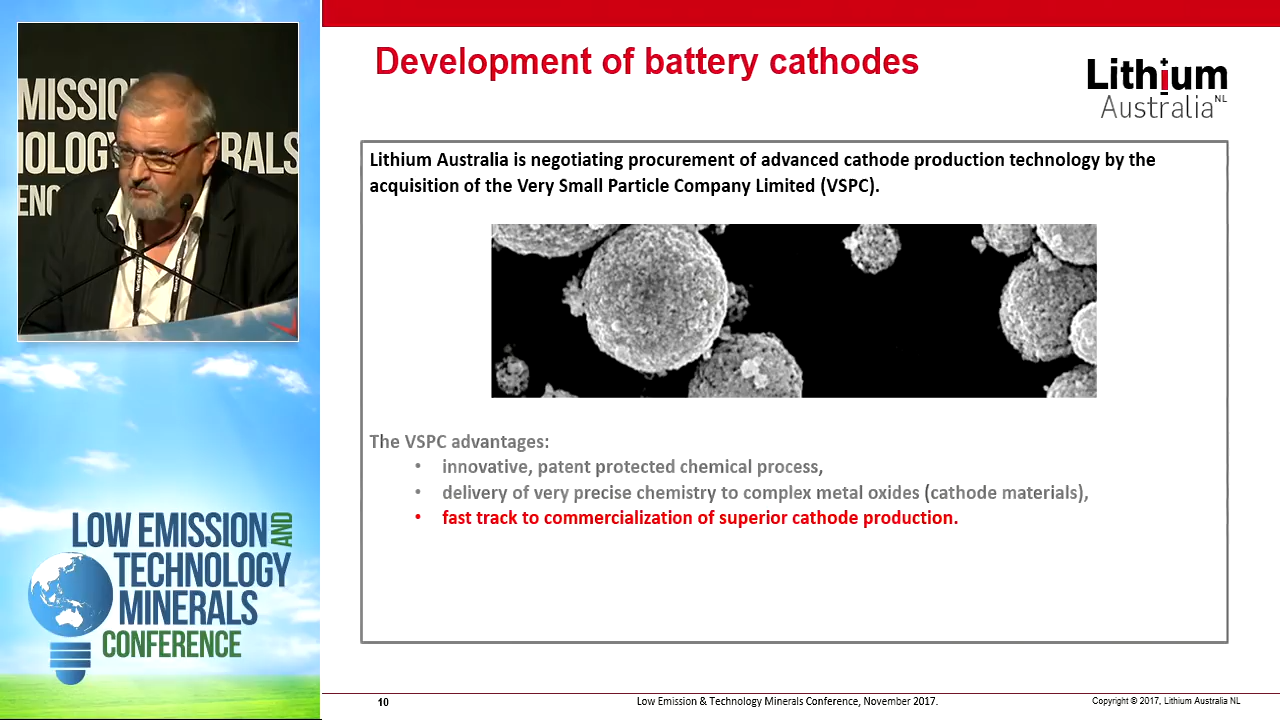 MISSIO
NOLOGY MINERALS
ENC
Development of battery cathodes
Lithium
Australia NL
Lithium Australia is negotiating procurement of advanced cathode production technology by the
acquisition of the Very Small Particle Company Limited (VSPC).
The VSPC advantages:
• innovative, patent protected chemical process,
• delivery of very precise chemistry to complex metal oxides (cathode materials),
• fast track to commercialization of superior cathode production.
LOW EMISSION AND
TECHNOLOGY
MINERALS
CONFERENCE
10
Low Emission & Technology Minerals Conference, November 2017.
Copyright © 2017, Lithium Australia NL